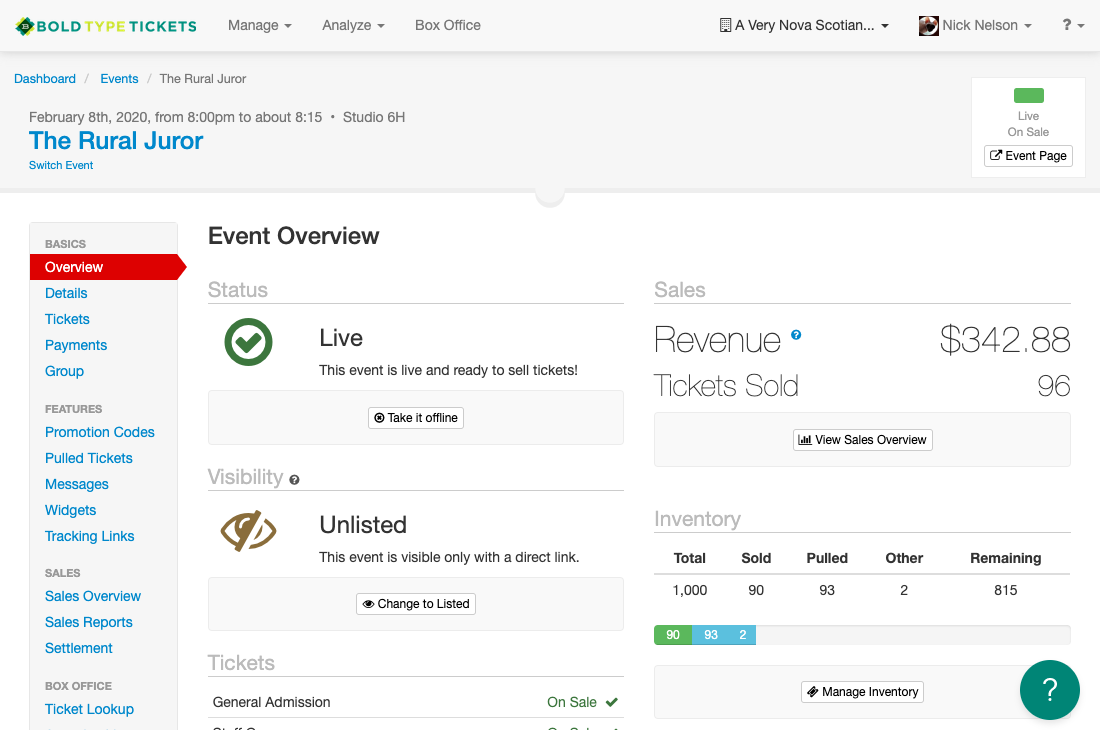 BOLD TYPE TICKETS
Manage
Analyze
Box Office
A Very Nova Scotian...
Nick Nelson
?
Dashboard / Events / The Rural Juror
February 8th, 2020, from 8:00pm to about 8:15 • Studio 6H
The Rural Juror
Switch Event
Live
On Sale
Event Page
BASICS
Overview
Details
Tickets
Payments
Group
FEATURES
Promotion Codes
Pulled Tickets
Messages
Widgets
Tracking Links
SALES
Sales Overview
Sales Reports
Settlement
BOX OFFICE
Ticket Lookup
Event Overview
Status
Live
This event is live and ready to sell tickets!
Take it offline
Visibility ?
Unlisted
This event is visible only with a direct link.
Change to Listed
Tickets
General Admission On Sale
Sales
Revenue ? $342.88
Tickets Sold 96
View Sales Overview
Inventory
Total Sold Pulled Other Remaining
1,000 90 93 2 815
90 93 2
Manage Inventory
?